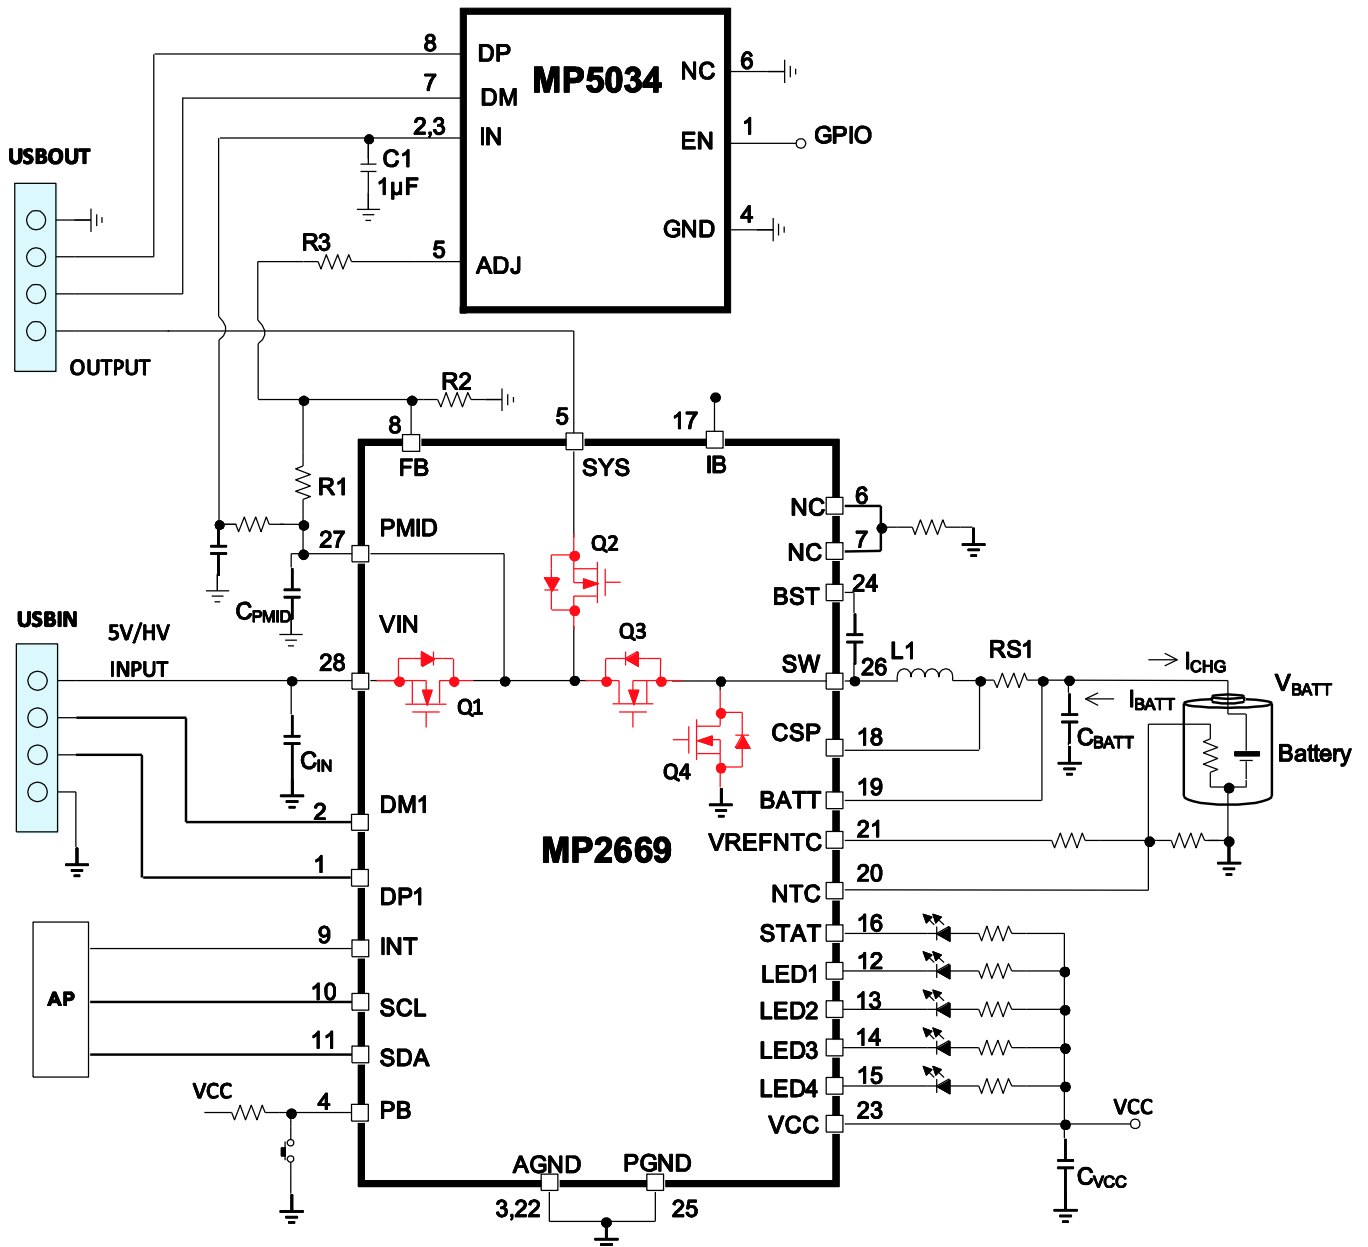 8 DP
MP5034
NC 6
7 DM
2,3 IN
EN 1 GPIO
USBOUT
C1
1µF
GND 4
R3
5 ADJ
OUTPUT
R2
8
5
17
FB
SYS
IB
R1
NC 6
27 PMID
NC 7
Q2
BST 24
C_PMID
USBIN
5V/HV
INPUT
VIN
28
Q1
Q3
SW 26
L1
RS1
I_CHG
V_BATT
I_BATT
C_IN
Q4
CSP 18
C_BATT
Battery
BATT 19
2 DM1
MP2669
VREFNTC 21
1 DP1
NTC 20
AP
9 INT
STAT 16
10 SCL
LED1 12
LED2 13
11 SDA
LED3 14
LED4 15
VCC
4 PB
VCC 23
VCC
AGND
PGND
C_VCC
3,22
25